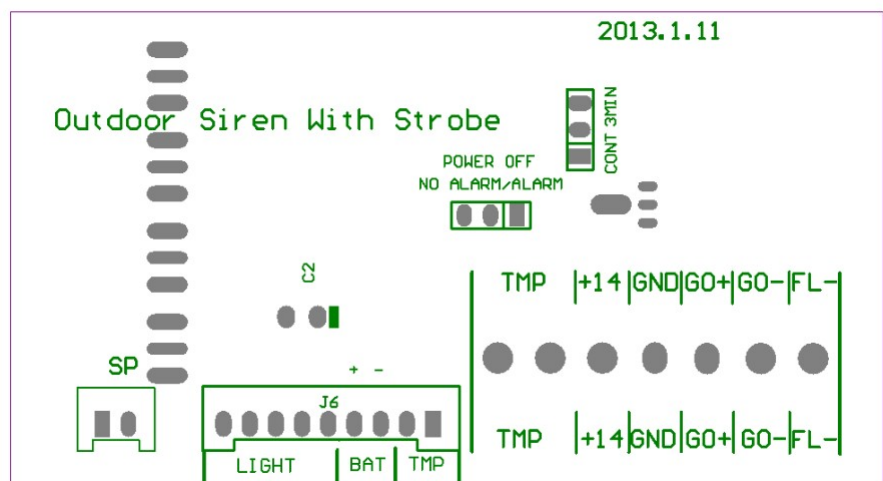 2013.1.11
Outdoor Siren With Strobe
CONT 3MIN
POWER OFF
NO ALARM/ALARM
C2
TMP +14 GND GO+ GO- FL-
SP
+ -
J6
TMP +14 GND GO+ GO- FL-
LIGHT BAT TMP